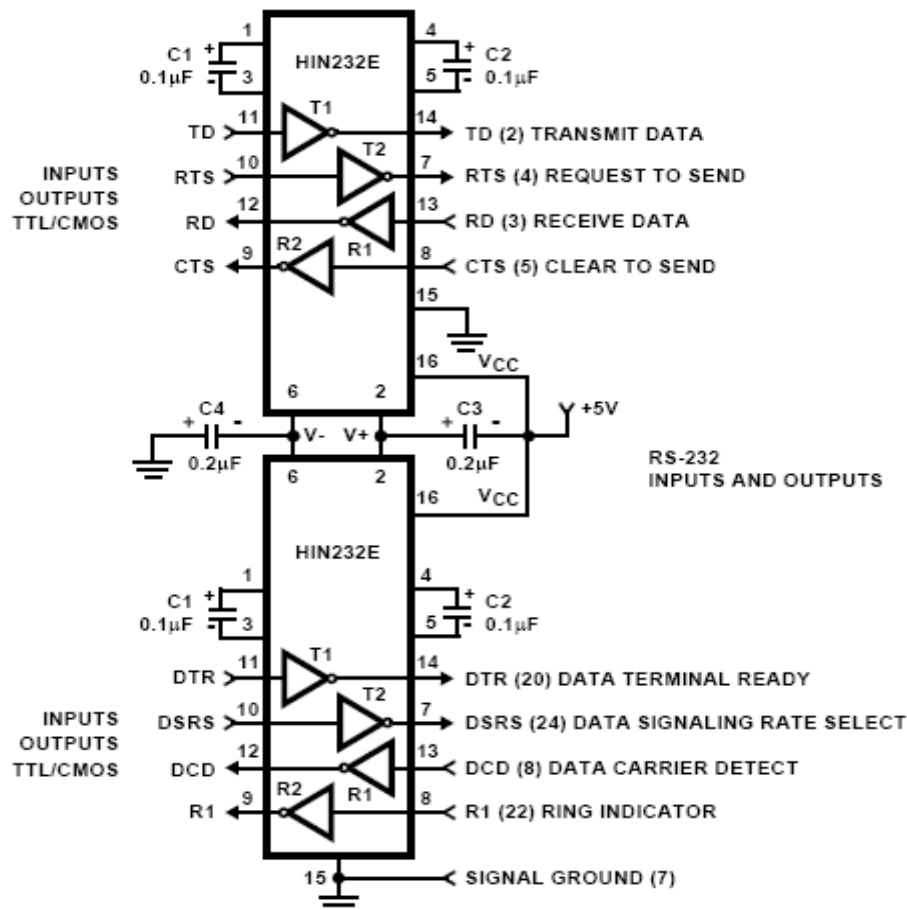 1
4
C1
+
0.1µF
-
3
HIN232E
+
C2
5
-
0.1µF
T1
11
14
TD
TD (2) TRANSMIT DATA
T2
INPUTS
OUTPUTS
TTL/CMOS
10
7
RTS
RTS (4) REQUEST TO SEND
12
13
RD
RD (3) RECEIVE DATA
R2
R1
9
8
CTS
CTS (5) CLEAR TO SEND
15
16
VCC
6
2
C4
+
-
0.2µF
V-
V+
C3
+
-
0.2µF
+5V
RS-232
INPUTS AND OUTPUTS
6
2
16
VCC
HIN232E
1
4
C1
+
0.1µF
-
3
+
C2
5
-
0.1µF
T1
11
14
DTR
DTR (20) DATA TERMINAL READY
T2
INPUTS
OUTPUTS
TTL/CMOS
10
7
DSRS
DSRS (24) DATA SIGNALING RATE SELECT
12
13
DCD
DCD (8) DATA CARRIER DETECT
R2
R1
9
8
R1
R1 (22) RING INDICATOR
15
SIGNAL GROUND (7)